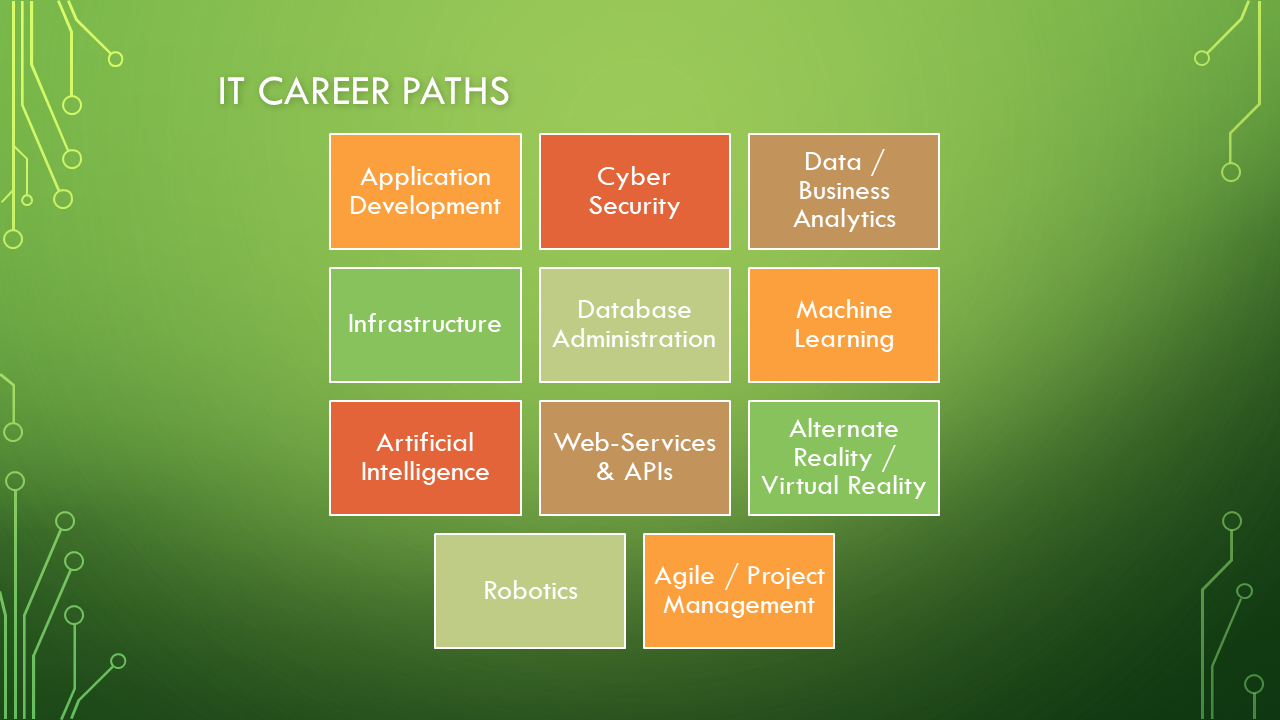 IT CAREER PATHS
Application
Development
Cyber
Security
Data /
Business
Analytics
Infrastructure
Database
Administration
Machine
Learning
Artificial
Intelligence
Web-Services
& APIs
Alternate
Reality /
Virtual Reality
Robotics
Agile / Project
Management